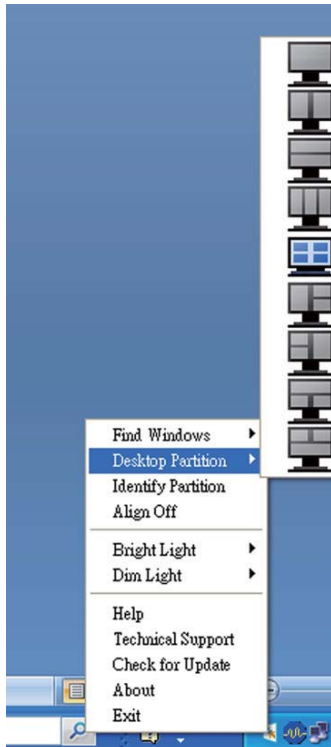 Find Windows
Desktop Partition
Identify Partition
Align Off
Bright Light
Dim Light
Help
Technical Support
Check for Update
About
Exit